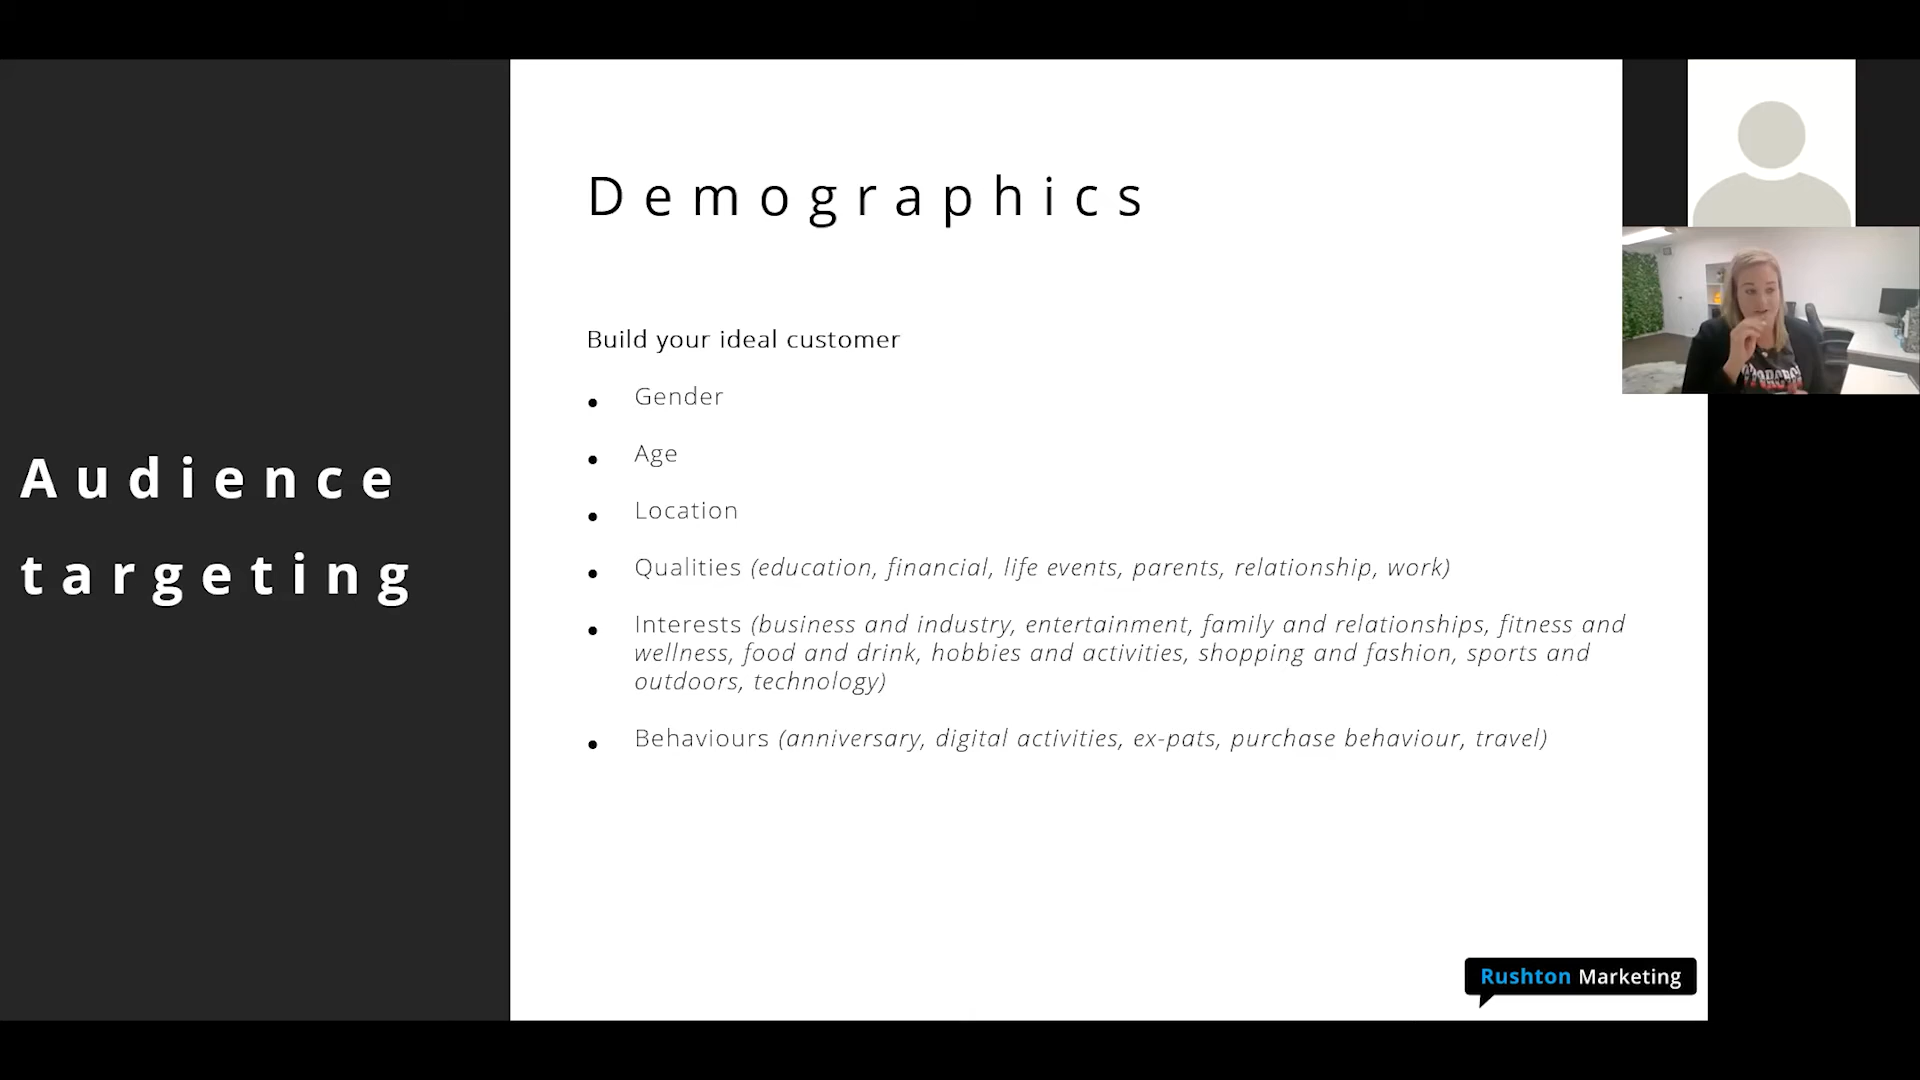 Audience
targeting
Demographics
Build your ideal customer
• Gender
• Age
• Location
• Qualities (education, financial, life events, parents, relationship, work)
• Interests (business and industry, entertainment, family and relationships, fitness and
wellness, food and drink, hobbies and activities, shopping and fashion, sports and
outdoors, technology)
• Behaviours (anniversary, digital activities, ex-pats, purchase behaviour, travel)
Rushton Marketing